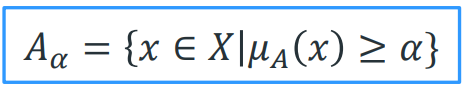 A_α = {x ∈ X|μ_A(x) ≥ α}